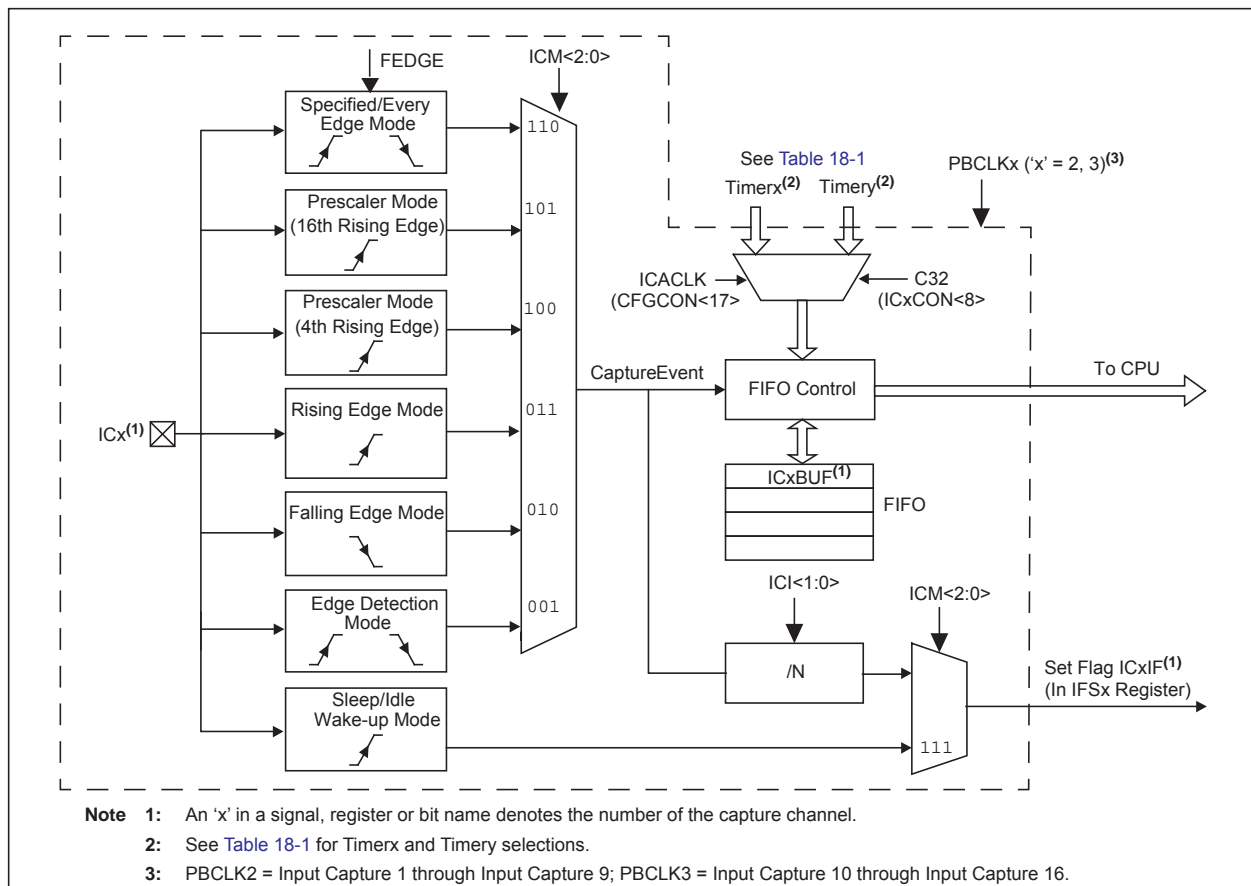 FEDGE
ICM<2:0>
Specified/Every
Edge Mode
110
See Table 18-1
Timerx(2) Timery(2)
PBCLKx ('x' = 2, 3)(3)
Prescaler Mode
(16th Rising Edge)
101
ICACLK
(CFGCON<17>)
C32
(ICxCON<8>)
Prescaler Mode
(4th Rising Edge)
100
CaptureEvent
FIFO Control
To CPU
ICx(1)
Rising Edge Mode
011
ICxBUF(1)
FIFO
Falling Edge Mode
010
ICI<1:0>
ICM<2:0>
Edge Detection
Mode
001
/N
Set Flag ICxIF(1)
(In IFSx Register)
Sleep/Idle
Wake-up Mode
111
Note 1: An 'x' in a signal, register or bit name denotes the number of the capture channel.
2: See Table 18-1 for Timerx and Timery selections.
3: PBCLK2 = Input Capture 1 through Input Capture 9; PBCLK3 = Input Capture 10 through Input Capture 16.